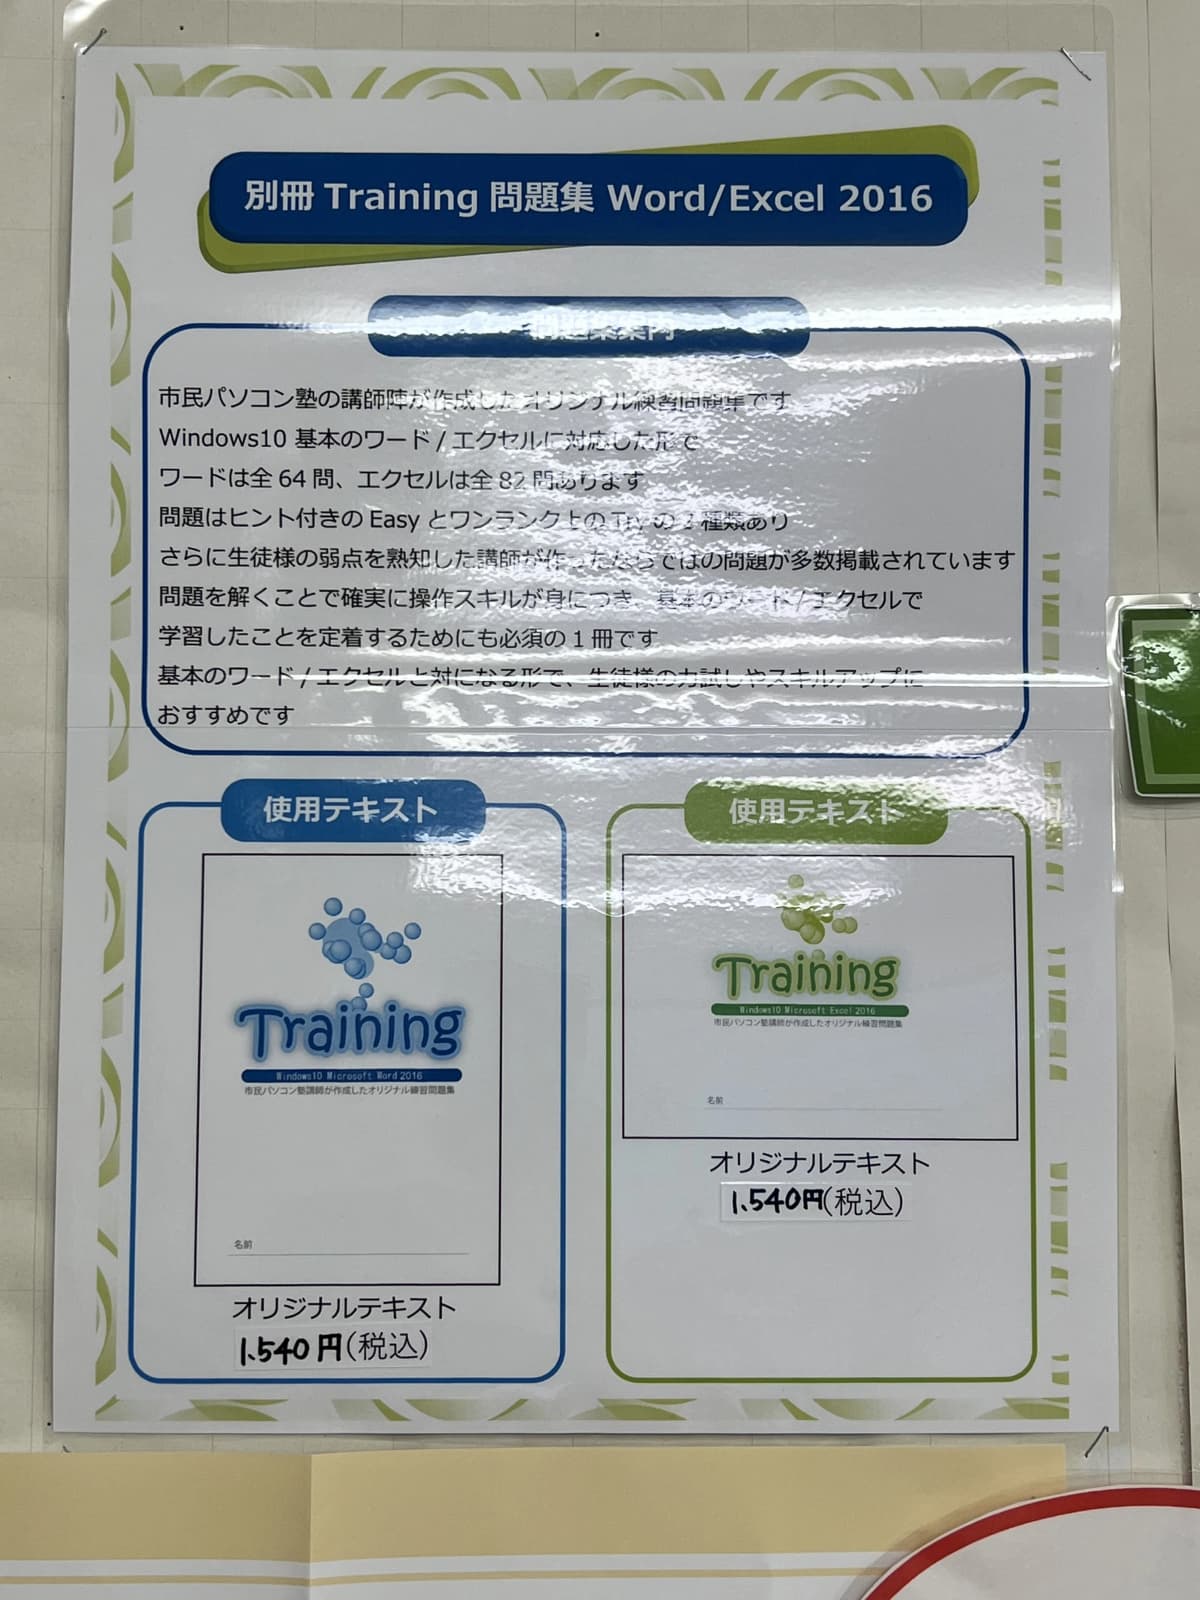 別冊 Training 問題集 Word/Excel 2016
問題集案内
市民パソコン塾の講師陣が作成したオリジナル練習問題集です
Windows10 基本のワード / エクセルに対応した形で
ワードは全 64 問、エクセルは全 82 問あります
問題はヒント付きの Easy とワンランク上の Try の 2 種類あり
さらに生徒様の弱点を熟知した講師が作ったならではの問題が多数掲載されています
問題を解くことで確実に操作スキルが身につき、基本のワード / エクセルで
学習したことを定着するためにも必須の 1 冊です
基本のワード / エクセルと対になる形で、生徒様の力試しやスキルアップに
おすすめです
使用テキスト
Training
Windows10 Microsoft Word 2016
市民パソコン塾講師が作成したオリジナル練習問題集
名前
オリジナルテキスト
1.540円(税込)
使用テキスト
Training
Windows10 Microsoft Excel 2016
市民パソコン塾講師が作成したオリジナル練習問題集
名前
オリジナルテキスト
1.540円(税込)